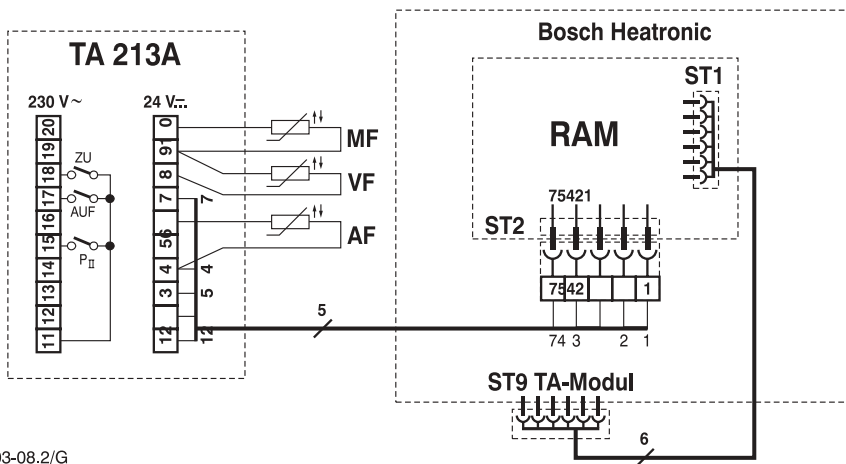 Bosch Heatronic
TA 213A
ST1
230 V~
24 V
RAM
20
19
18
17
16
15
14
13
12
11
ZU
AUF
PII
0
91
8
7
56
4
3
12
7
4
5
12
MF
VF
AF
75421
ST2
7542
1
5
74 3 2 1
ST9 TA-Modul
6
03-08.2/G